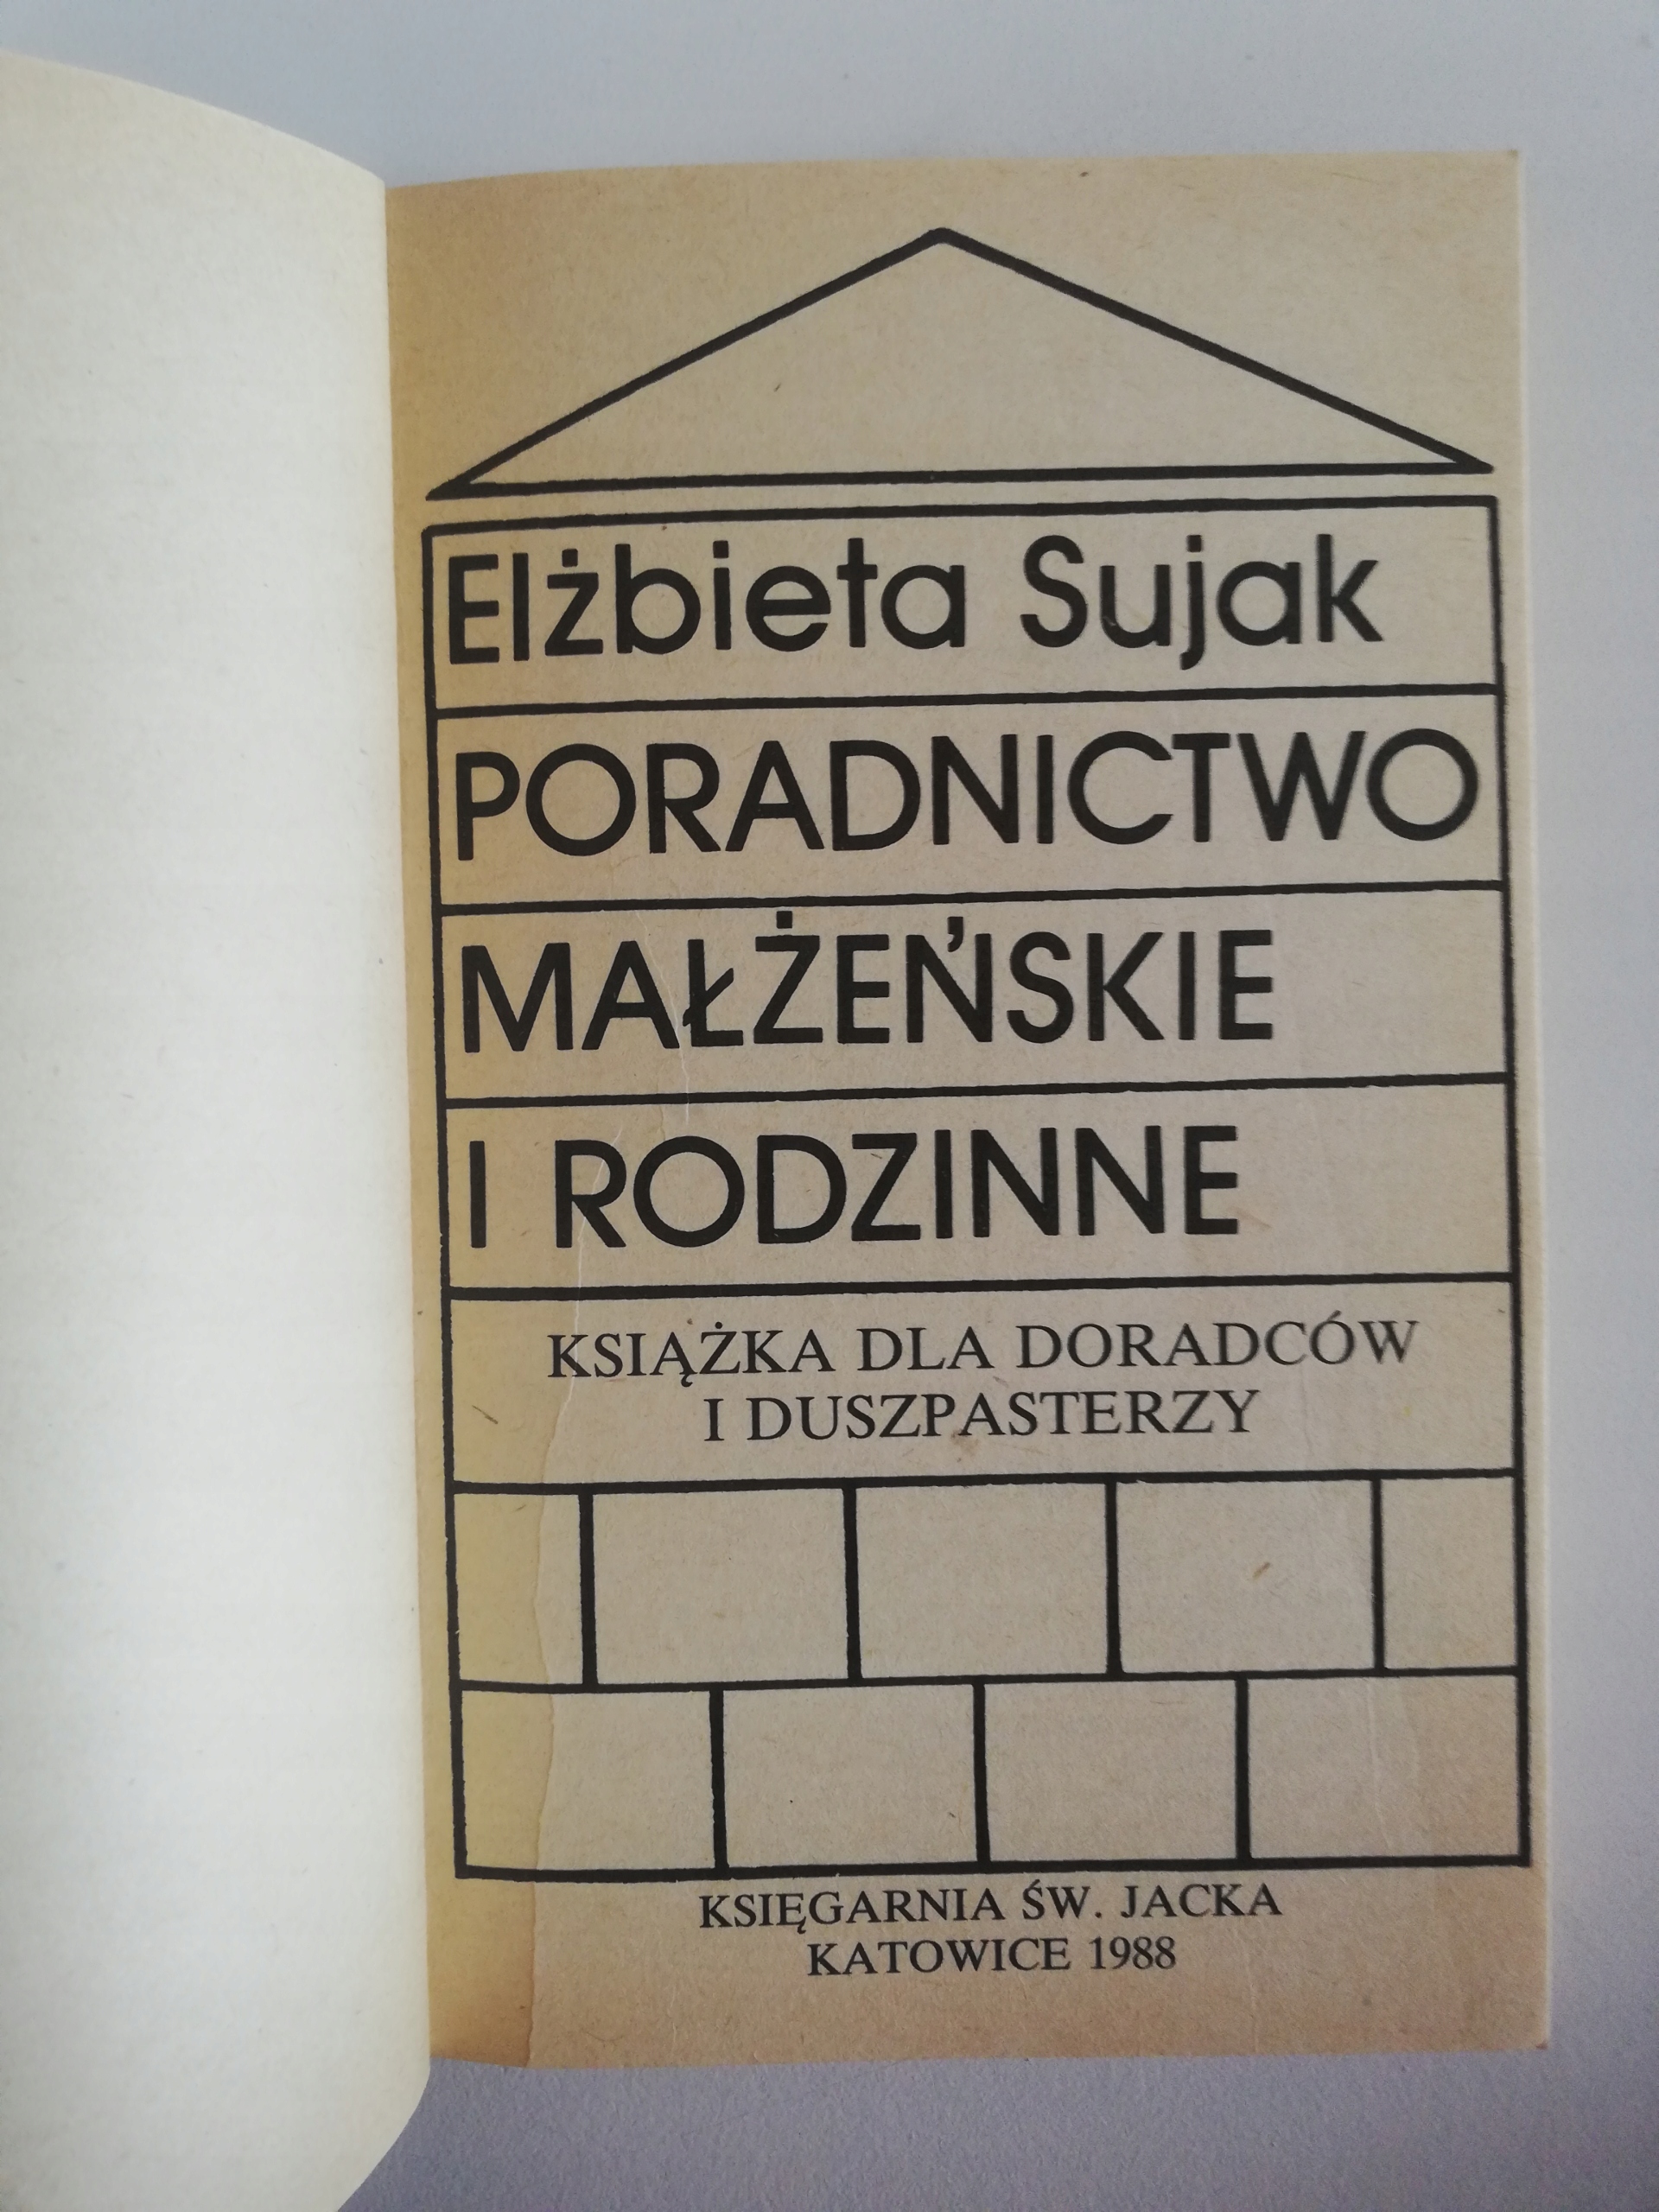 Elżbieta Sujak
PORADNICTWO
MAŁŻEŃSKIE
I RODZINNE
KSIĄŻKA DLA DORADCÓW
I DUSZPASTERZY
KSIĘGARNIA ŚW. JACKA
KATOWICE 1988